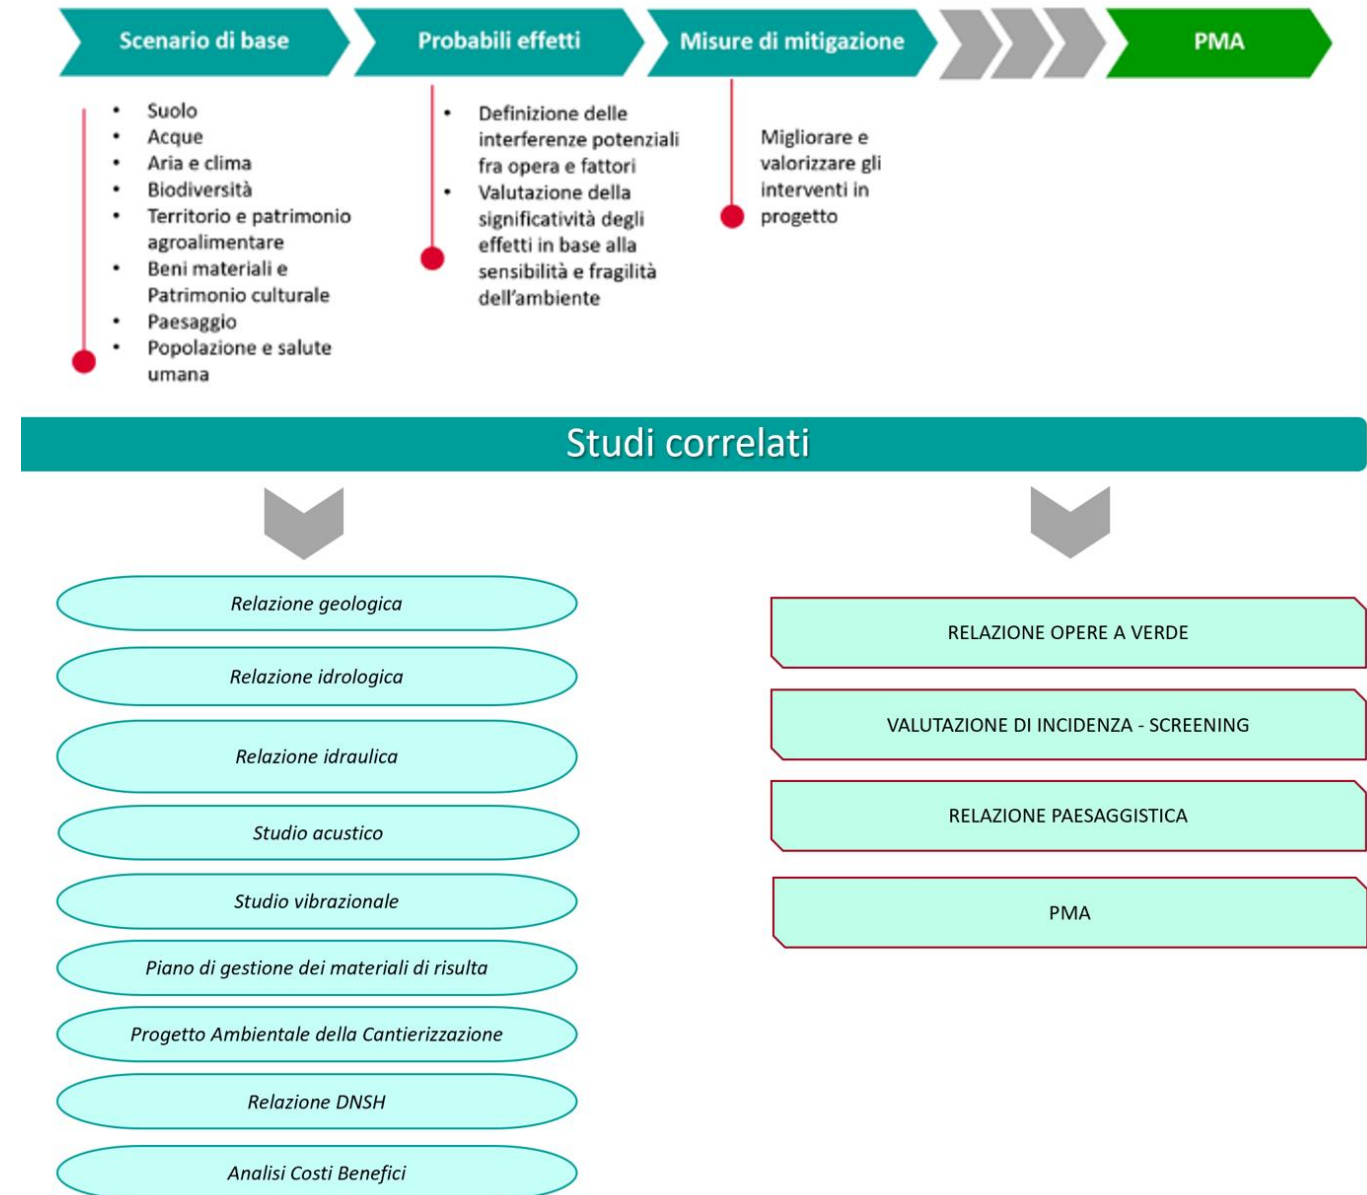 Scenario di base
Probabili effetti
Misure di mitigazione
PMA
• Suolo
• Acque
• Aria e clima
• Biodiversità
• Territorio e patrimonio
agroalimentare
• Beni materiali e
Patrimonio culturale
• Paesaggio
• Popolazione e salute
umana
• Definizione delle
interferenze potenziali
fra opera e fattori
• Valutazione della
significatività degli
effetti in base alla
sensibilità e fragilità
dell'ambiente
Migliorare e
valorizzare gli
interventi in
progetto
Studi correlati
Relazione geologica
Relazione idrologica
Relazione idraulica
Studio acustico
Studio vibrazionale
Piano di gestione dei materiali di risulta
Progetto Ambientale della Cantierizzazione
Relazione DNSH
Analisi Costi Benefici
RELAZIONE OPERE A VERDE
VALUTAZIONE DI INCIDENZA - SCREENING
RELAZIONE PAESAGGISTICA
PMA